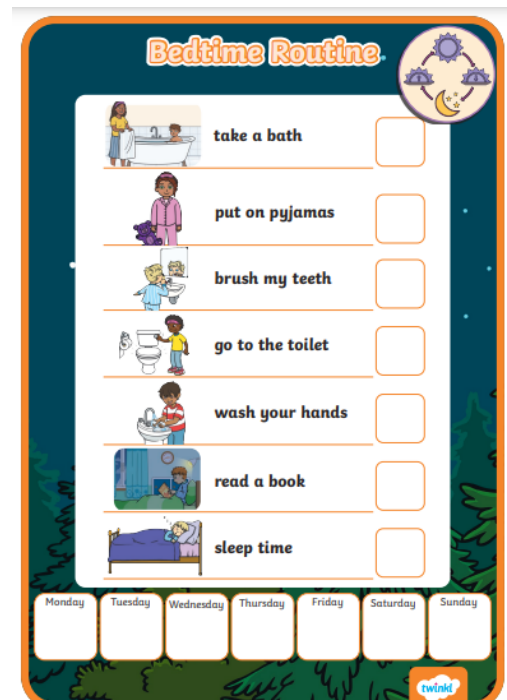 Bedtime Routine
take a bath
put on pyjamas
brush my teeth
go to the toilet
wash your hands
read a book
sleep time
Monday Tuesday Wednesday Thursday Friday Saturday Sunday
twinkl